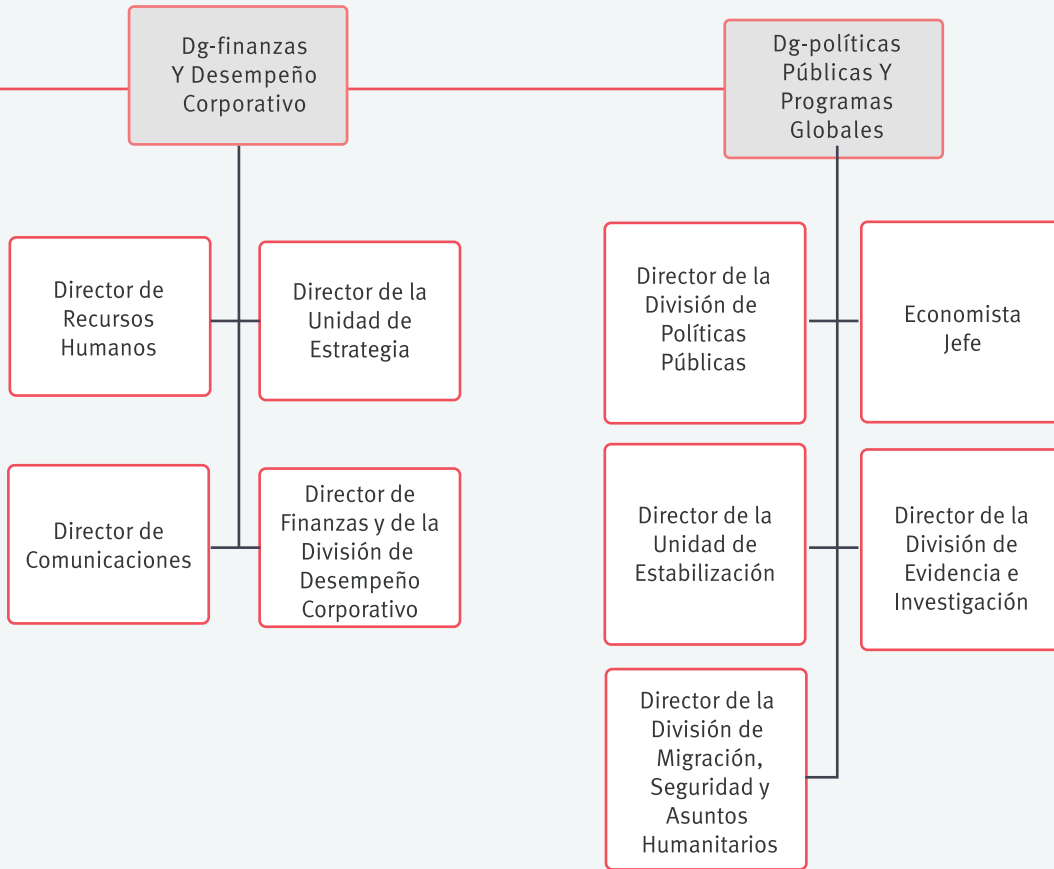 Dg-finanzas
Y Desempeño
Corporativo
Dg-políticas
Públicas Y
Programas
Globales
Director de
Recursos
Humanos
Director de la
Unidad de
Estrategia
Director de la
División de
Políticas
Públicas
Economista
Jefe
Director de
Comunicaciones
Director de
Finanzas y de la
División de
Desempeño
Corporativo
Director de la
Unidad de
Estabilización
Director de la
División de
Evidencia e
Investigación
Director de la
División de
Migración,
Seguridad y
Asuntos
Humanitarios